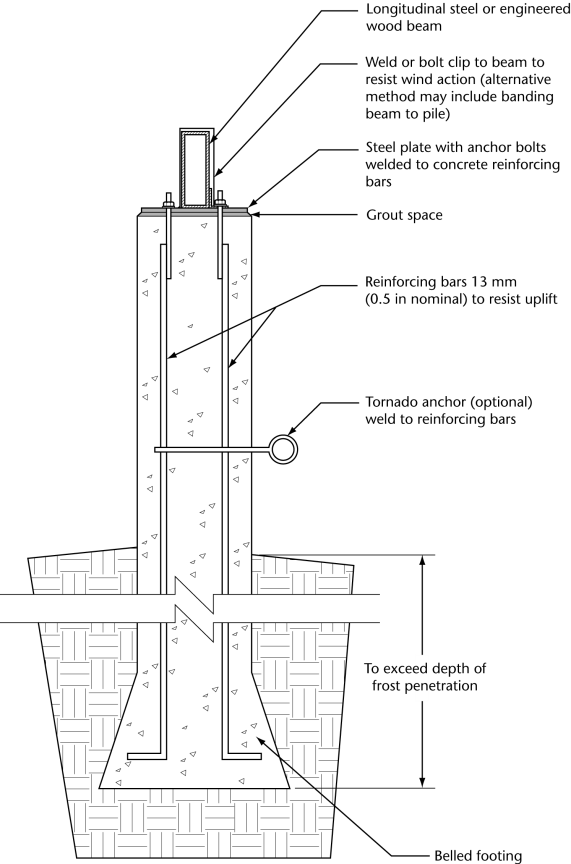 Longitudinal steel or engineered
wood beam
Weld or bolt clip to beam to
resist wind action (alternative
method may include banding
beam to pile)
Steel plate with anchor bolts
welded to concrete reinforcing
bars
Grout space
Reinforcing bars 13 mm
(0.5 in nominal) to resist uplift
Tornado anchor (optional)
weld to reinforcing bars
To exceed depth of
frost penetration
Belled footing